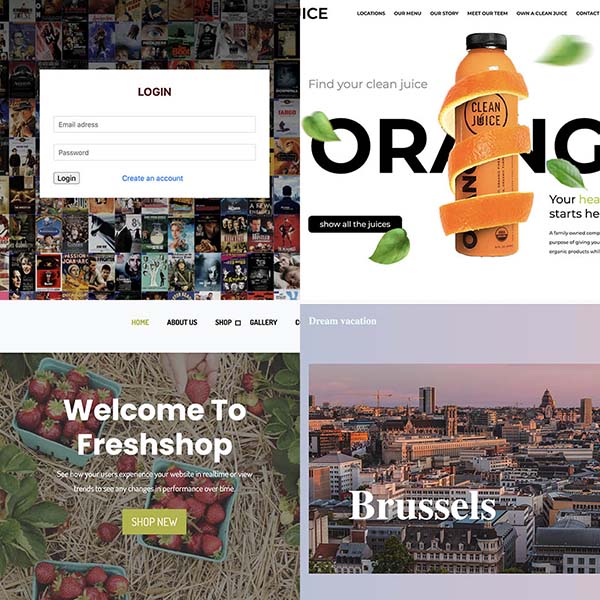 LOGIN
Email adress
Password
Login
Create an account
FARGO
JUICE
LOCATIONS OUR MENU OUR STORY MEET OUR TEEM OWN A CLEAN JUICE CONTACT
Find your clean juice
ORANG
CLEAN
JUICE
Your hea
starts he
A family owned comp
purpose of giving you
organic products whil
show all the juices
HOME ABOUT US SHOP GALLERY C
Welcome To
Freshshop
See how your users experience your website in realtime or view
trends to see any changes in performance over time.
SHOP NEW
Dream vacation
Brussels